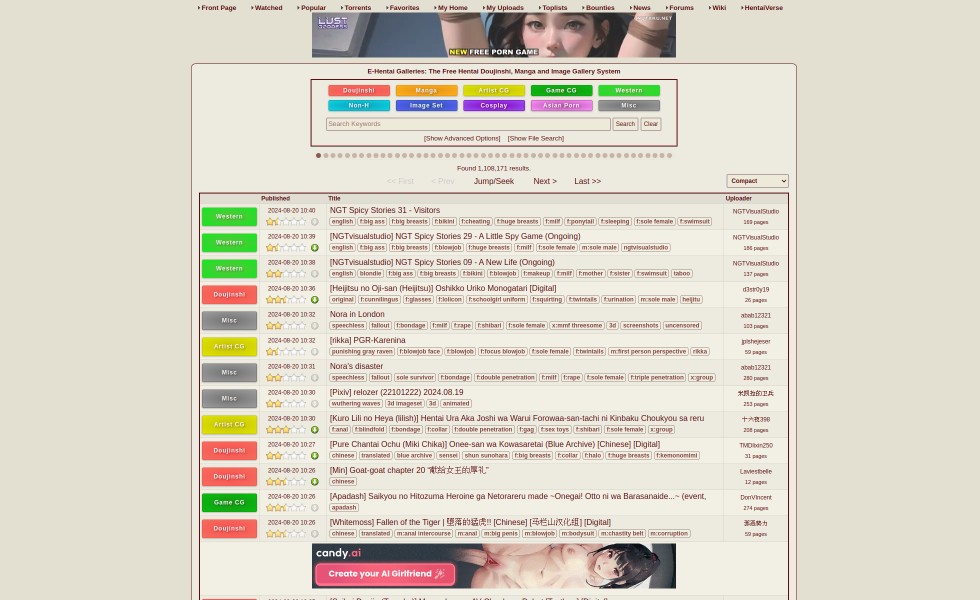 Front Page Watched Popular Torrents Favorites My Home My Uploads Toplists Bounties News Forums Wiki HentaiVerse
NEW FREE PORN GAME
E-Hentai Galleries: The Free Hentai Doujinshi, Manga and Image Gallery System
Doujinshi Manga Artist CG Game CG Western
Non-H Image Set Cosplay Asian Porn Misc
Search Keywords Search Clear
[Show Advanced Options] [Show File Search]
Found 1,108,171 results.
<< First < Prev Jump/Seek Next > Last >> Compact
Published Title Uploader
Western 2024-08-20 10:40 NGT Spicy Stories 31 - Visitors NGTVisualStudio
english f:big ass f:big breasts f:bikini f:cheating f:huge breasts f:milf f:ponytail f:sleeping f:sole female f:swimsuit 169 pages
Western 2024-08-20 10:39 [NGTvisualstudio] NGT Spicy Stories 29 - A Little Spy Game (Ongoing) NGTVisualStudio
english f:big ass f:big breasts f:blowjob f:huge breasts f:milf f:sole female m:sole male ngtvisualstudio 186 pages
Western 2024-08-20 10:38 [NGTvisualstudio] NGT Spicy Stories 09 - A New Life (Ongoing) NGTVisualStudio
english blondie f:big ass f:big breasts f:bikini f:blowjob f:makeup f:milf f:mother f:sister f:swimsuit taboo 137 pages
Doujinshi 2024-08-20 10:36 [Heijitsu no Oji-san (Heijitsu)] Oshikko Uriko Monogatari [Digital] d3str0y19
original f:cunnilingus f:glasses f:lolicon f:schoolgirl uniform f:squirting f:twintails f:urination m:sole male heijitu 26 pages
Misc 2024-08-20 10:32 Nora in London abab12321
speechless fallout f:bondage f:milf f:rape f:shibari f:sole female x:mmf threesome 3d screenshots uncensored 103 pages
Artist CG 2024-08-20 10:32 [rikka] PGR-Karenina jplshejeser
punishing gray raven f:blowjob face f:blowjob f:focus blowjob f:sole female f:twintails m:first person perspective rikka 59 pages
Misc 2024-08-20 10:31 Nora's disaster abab12321
speechless fallout sole survivor f:bondage f:double penetration f:milf f:rape f:sole female f:triple penetration x:group 280 pages
Misc 2024-08-20 10:30 [Pixiv] relozer (22101222) 2024.08.19
wuthering waves 3d imageset 3d animated 253 pages
Artist CG 2024-08-20 10:30 [Kuro Lili no Heya (lilish)] Hentai Ura Aka Joshi wa Warui Forowaa-san-tachi ni Kinbaku Choukyou sa reru 十六夜398
f:anal f:blindfold f:bondage f:collar f:double penetration f:gag f:sex toys f:shibari f:sole female x:group 208 pages
Doujinshi 2024-08-20 10:27 [Pure Chantai Ochu (Miki Chika)] Onee-san wa Kowasaretai (Blue Archive) [Chinese] [Digital] TMDixon250
chinese translated blue archive sensei shun sunohara f:big breasts f:collar f:halo f:huge breasts f:kemonomimi 31 pages
Doujinshi 2024-08-20 10:26 [Min] Goat-goat chapter 20 "献给女王的厚礼" Laviestbelle
chinese 12 pages
Game CG 2024-08-20 10:26 [Apadash] Saikyou no Hitozuma Heroine ga Netorareru made ~Onegai! Otto ni wa Barasanaide...~ (event, DonVincent
apadash 274 pages
Doujinshi 2024-08-20 10:26 [Whitemoss] Fallen of the Tiger | 堕落的猛虎!! [Chinese] [马栏山汉化组] [Digital]
chinese translated m:anal intercourse m:anal m:big penis m:blowjob m:bodysuit m:chastity belt m:corruption 59 pages
candy.ai
Create your AI Girlfriend